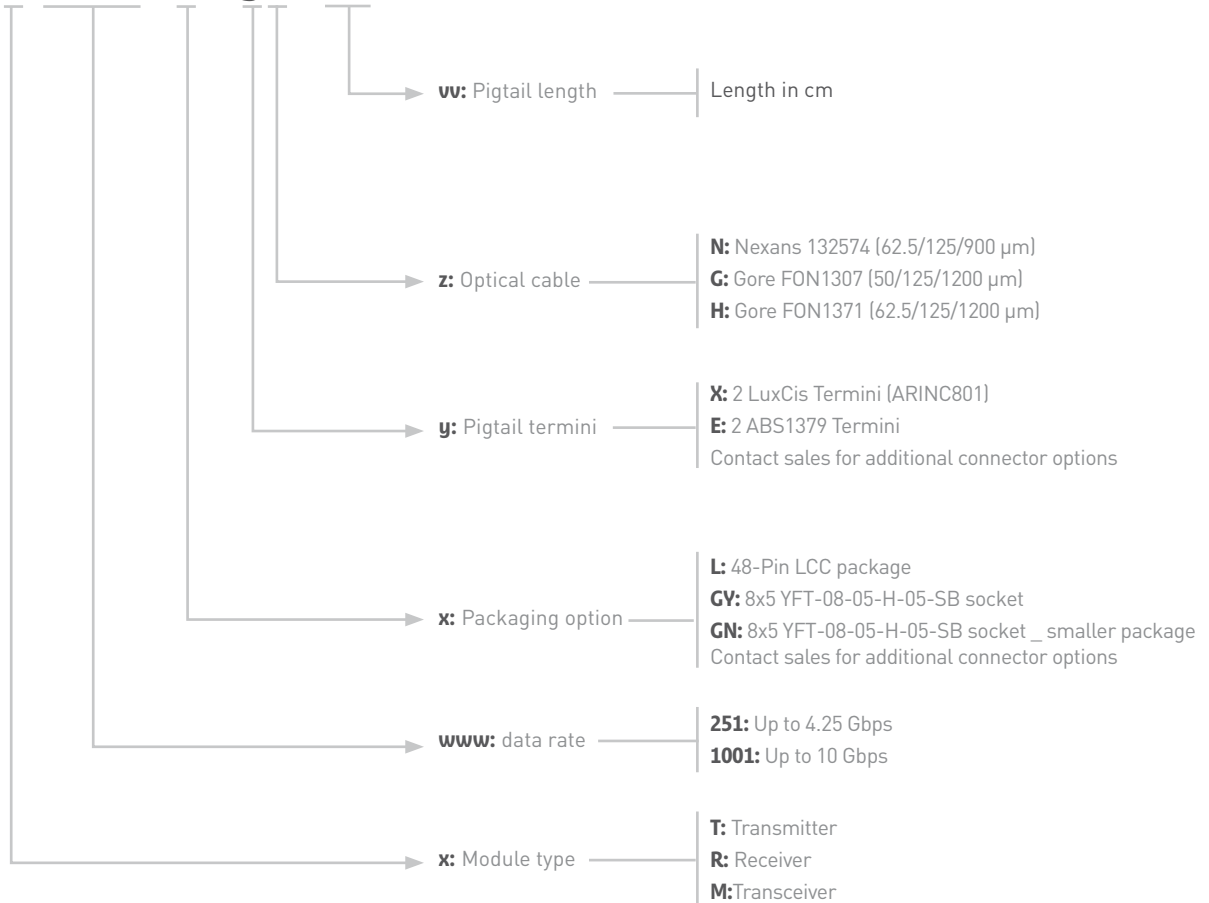 vv: Pigtail length
Length in cm
z: Optical cable
N: Nexans 132574 (62.5/125/900 µm)
G: Gore FON1307 (50/125/1200 µm)
H: Gore FON1371 (62.5/125/1200 µm)
y: Pigtail termini
X: 2 LuxCis Termini (ARINC801)
E: 2 ABS1379 Termini
Contact sales for additional connector options
x: Packaging option
L: 48-Pin LCC package
GY: 8x5 YFT-08-05-H-05-SB socket
GN: 8x5 YFT-08-05-H-05-SB socket _ smaller package
Contact sales for additional connector options
www: data rate
251: Up to 4.25 Gbps
1001: Up to 10 Gbps
x: Module type
T: Transmitter
R: Receiver
M:Transceiver